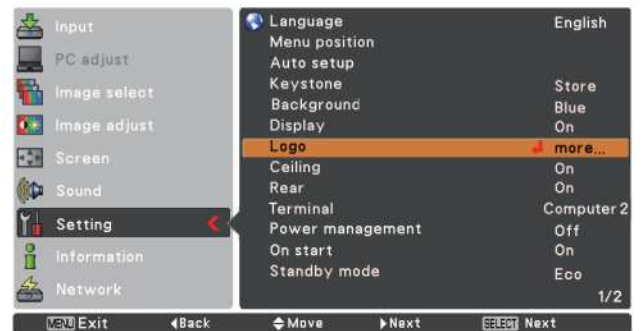 Input
PC adjust
Image select
Image adjust
Screen
Sound
Setting
Information
Network
Language English
Menu position
Auto setup
Keystone Store
Background Blue
Display On
Logo more...
Ceiling On
Rear On
Terminal Computer 2
Power management Off
On start On
Standby mode Eco
1/2
MENU Exit Back Move Next SELECT Next